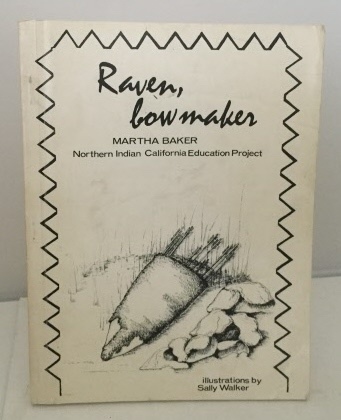 Raven,
bowmaker
MARTHA BAKER
Northern Indian California Education Project
illustrations by
Sally Walker